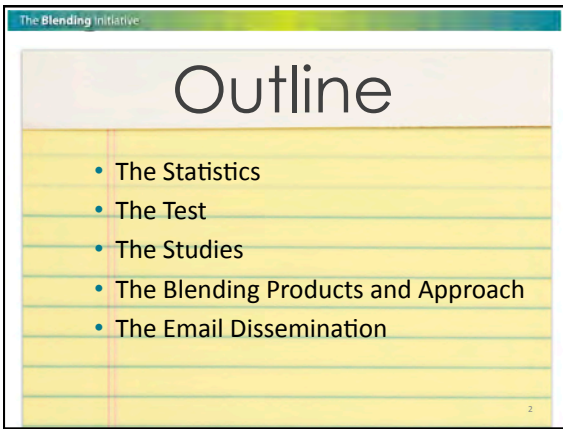 The Blending Initiative
Outline
• The Statistics
• The Test
• The Studies
• The Blending Products and Approach
• The Email Dissemination
2